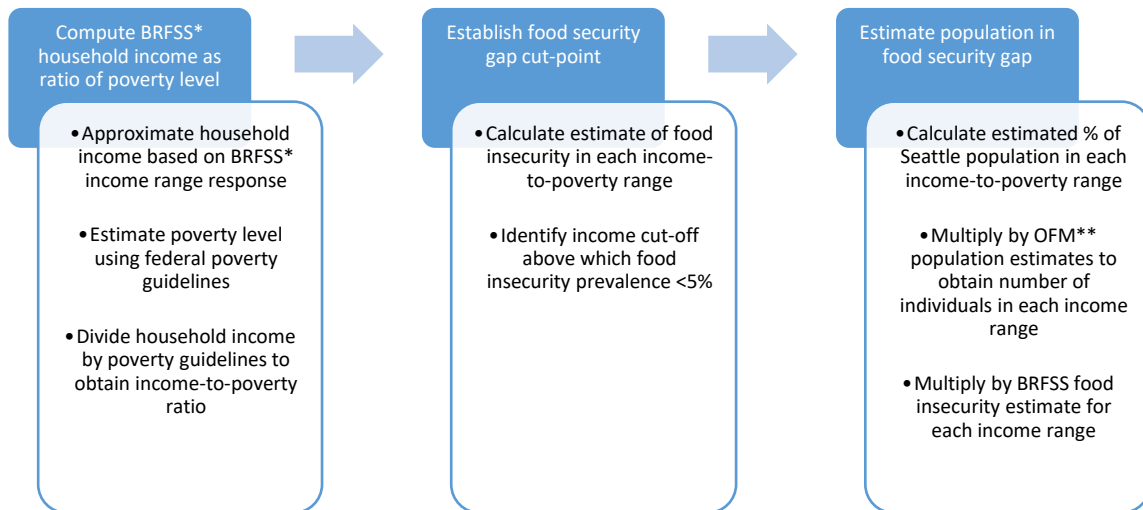 Compute BRFSS*
household income as
ratio of poverty level
•Approximate household
income based on BRFSS*
income range response
•Estimate poverty level
using federal poverty
guidelines
•Divide household income
by poverty guidelines to
obtain income-to-poverty
ratio
Establish food security
gap cut-point
•Calculate estimate of food
insecurity in each income-
to-poverty range
•Identify income cut-off
above which food
insecurity prevalence <5%
Estimate population in
food security gap
•Calculate estimated % of
Seattle population in each
income-to-poverty range
•Multiply by OFM**
population estimates to
obtain number of
individuals in each income
range
•Multiply by BRFSS food
insecurity estimate for
each income range